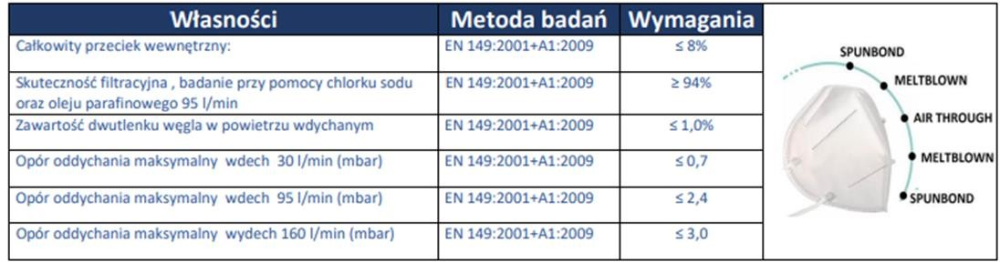 Własności Metoda badań Wymagania
Całkowity przeciek wewnętrzny: EN 149:2001+A1:2009 ≤ 8%
Skuteczność filtracyjna , badanie przy pomocy chlorku sodu EN 149:2001+A1:2009 ≥ 94%
oraz oleju parafinowego 95 l/min
Zawartość dwutlenku węgla w powietrzu wdychanym EN 149:2001+A1:2009 ≤ 1,0%
Opór oddychania maksymalny wdech 30 l/min (mbar) EN 149:2001+A1:2009 ≤ 0,7
Opór oddychania maksymalny wdech 95 l/min (mbar) EN 149:2001+A1:2009 ≤ 2,4
Opór oddychania maksymalny wydech 160 l/min (mbar) EN 149:2001+A1:2009 ≤ 3,0
SPUNBOND
MELTBLOWN
AIR THROUGH
MELTBLOWN
SPUNBOND